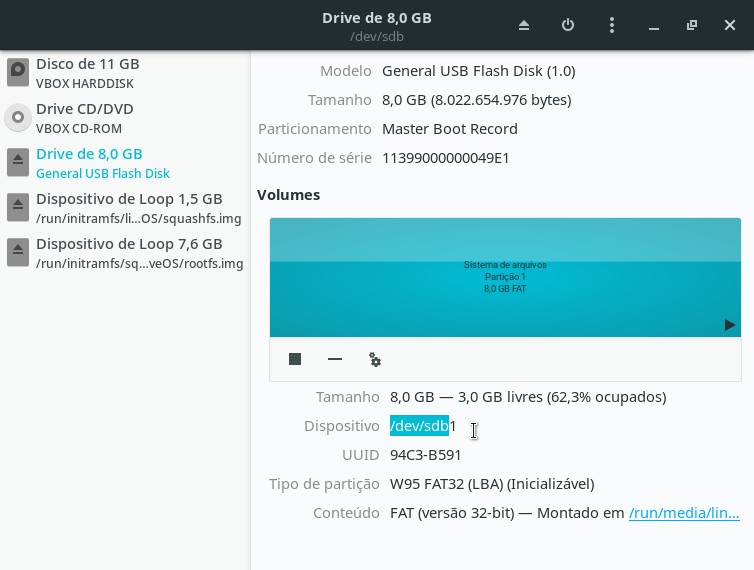 Drive de 8,0 GB
/dev/sdb
Disco de 11 GB
VBOX HARDDISK
Drive CD/DVD
VBOX CD-ROM
Drive de 8,0 GB
General USB Flash Disk
Dispositivo de Loop 1,5 GB
/run/initramfs/li...OS/squashfs.img
Dispositivo de Loop 7,6 GB
/run/initramfs/sq...veOS/rootfs.img
Modelo General USB Flash Disk (1.0)
Tamanho 8,0 GB (8.022.654.976 bytes)
Particionamento Master Boot Record
Número de série 11399000000049E1
Volumes
Sistema de arquivos
Partição 1
8,0 GB FAT
Tamanho 8,0 GB — 3,0 GB livres (62,3% ocupados)
Dispositivo /dev/sdb1
UUID 94C3-B591
Tipo de partição W95 FAT32 (LBA) (Inicializável)
Conteúdo FAT (versão 32-bit) — Montado em /run/media/lin...